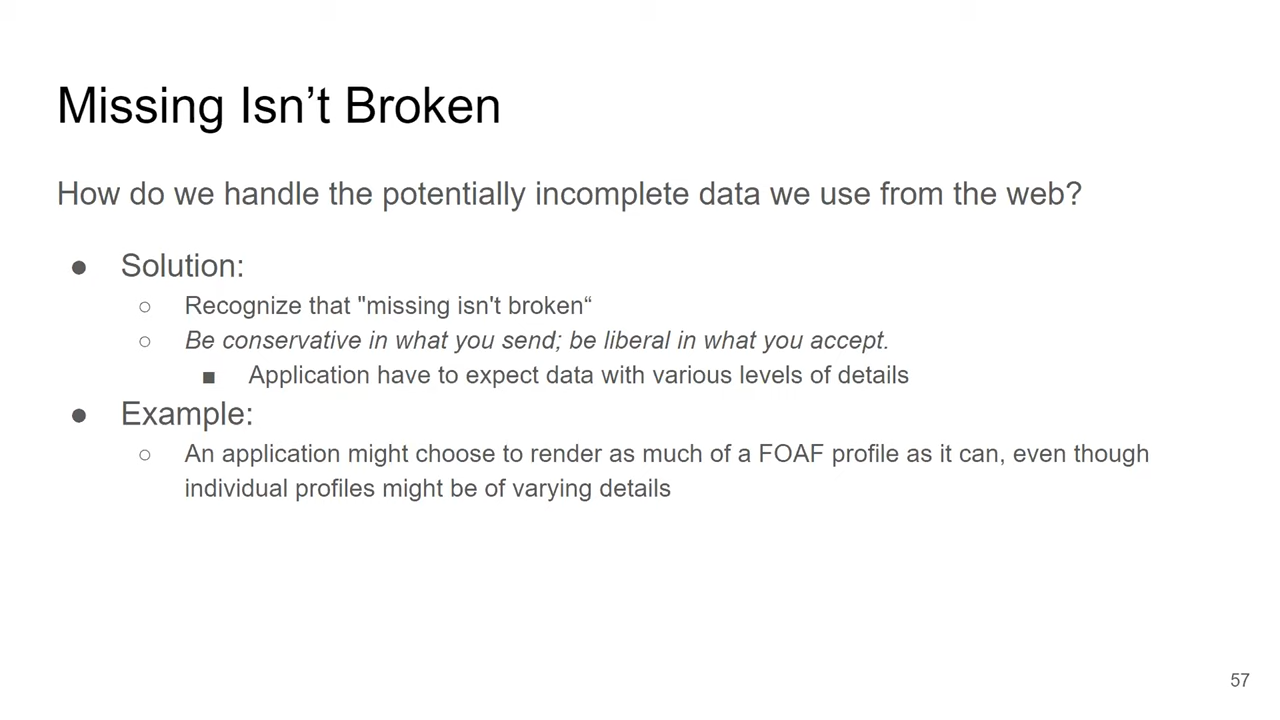 Missing Isn’t Broken
How do we handle the potentially incomplete data we use from the web?
● Solution:
○ Recognize that "missing isn't broken“
○ Be conservative in what you send; be liberal in what you accept.
■ Application have to expect data with various levels of details
● Example:
○ An application might choose to render as much of a FOAF profile as it can, even though
individual profiles might be of varying details
57